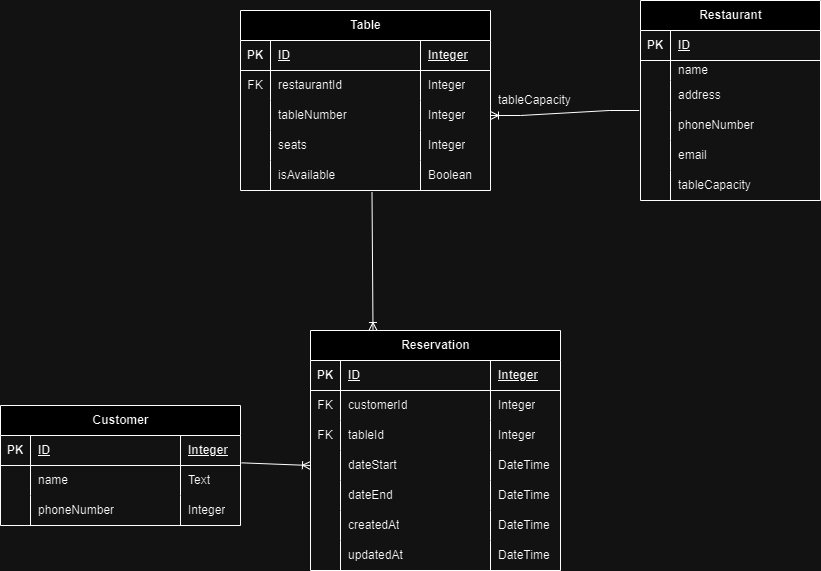 Table
PK ID Integer
FK restaurantId Integer
tableNumber Integer
seats Integer
isAvailable Boolean
tableCapacity
Restaurant
PK ID
name
address
phoneNumber
email
tableCapacity
Reservation
PK ID Integer
FK customerId Integer
FK tableId Integer
dateStart DateTime
dateEnd DateTime
createdAt DateTime
updatedAt DateTime
Customer
PK ID Integer
name Text
phoneNumber Integer